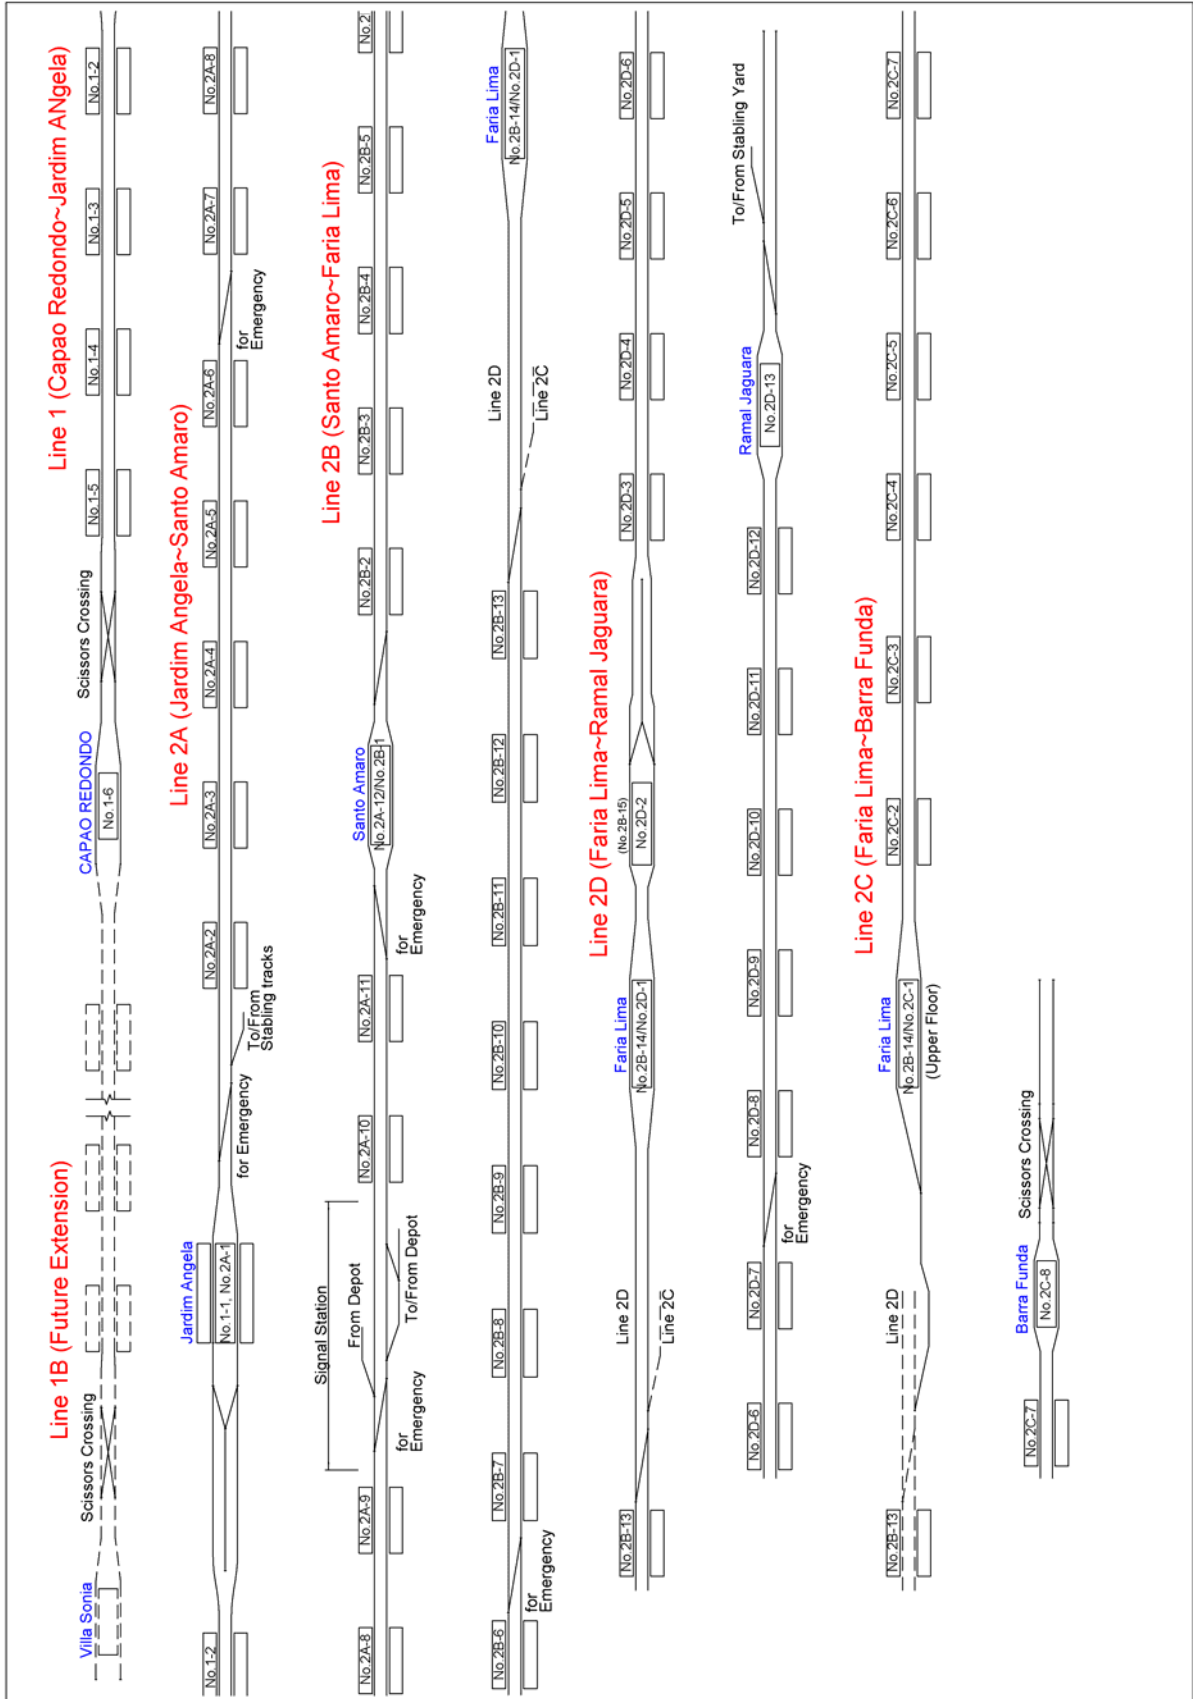 Line 1B (Future Extension)
Line 1 (Capao Redondo~Jardim ANgela)
Villa Sonia
Scissors Crossing
CAPAO REDONDO
No.1-6
Scissors Crossing
No.1-5
No.1-4
No.1-3
No.1-2
Line 2A (Jardim Angela~Santo Amaro)
No.1-2
Jardim Angela
No.1-1, No.2A-1
for Emergency
To/From
Stabling tracks
No.2A-2
No.2A-3
No.2A-4
No.2A-5
No.2A-6
for
Emergency
No.2A-7
No.2A-8
Line 2B (Santo Amaro~Faria Lima)
No.2A-8
No.2A-9
Signal Station
From Depot
for
Emergency
To/From Depot
No.2A-10
No.2A-11
for
Emergency
Santo Amaro
No.2A-12/No.2B-1
No.2B-2
No.2B-3
No.2B-4
No.2B-5
No.2
No.2B-6
for
Emergency
No.2B-7
No.2B-8
No.2B-9
No.2B-10
No.2B-11
No.2B-12
No.2B-13
Line 2D
Line 2C
Faria Lima
No.2B-14/No.2D-1
Line 2D (Faria Lima~Ramal Jaguara)
No.2B-13
Line 2D
Line 2C
Faria Lima
No.2B-14/No.2D-1
(No.2B-15)
No.2D-2
No.2D-3
No.2D-4
No.2D-5
No.2D-6
No.2D-6
No.2D-7
for
Emergency
No.2D-8
No.2D-9
No.2D-10
No.2D-11
No.2D-12
Ramal Jaguara
No.2D-13
To/From Stabling Yard
Line 2C (Faria Lima~Barra Funda)
No.2B-13
Line 2D
Faria Lima
No.2B-14/No.2C-1
(Upper Floor)
No.2C-2
No.2C-3
No.2C-4
No.2C-5
No.2C-6
No.2C-7
No.2C-7
Barra Funda
No.2C-8
Scissors Crossing